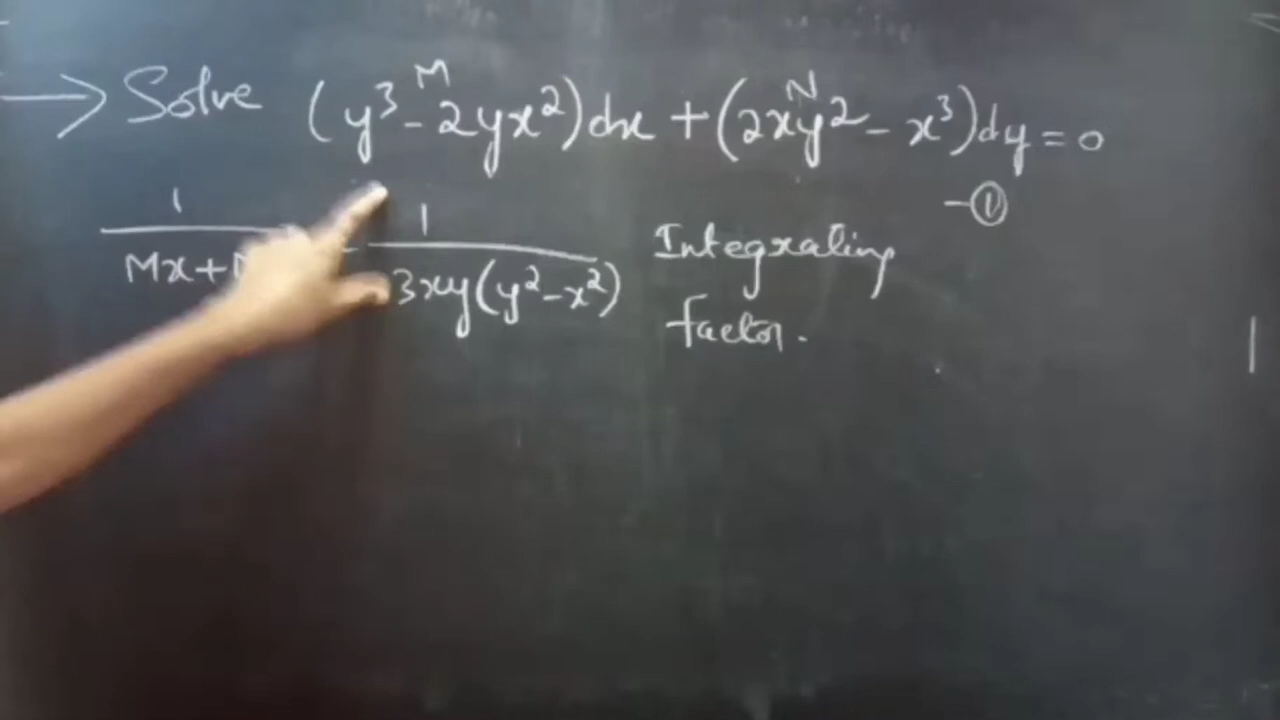 → Solve (y³ - 2yx²)dx + (2xy² - x³)dy = 0
M N
- ①
1 1
Mx+ 3xy(y² - x²) Integrating
factor.